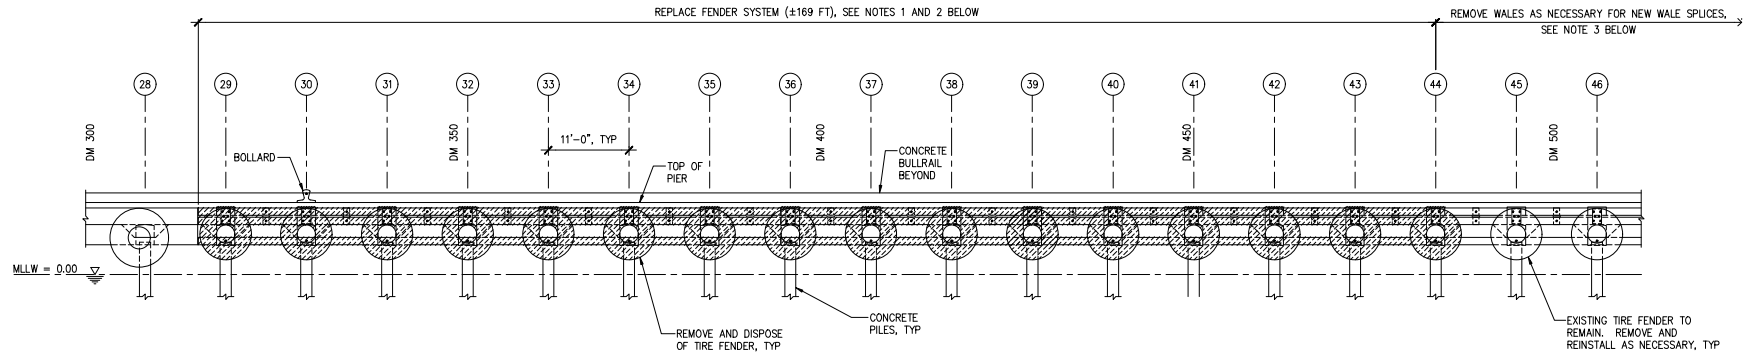 REPLACE FENDER SYSTEM (±169 FT), SEE NOTES 1 AND 2 BELOW
REMOVE WALES AS NECESSARY FOR NEW WALE SPLICES,
SEE NOTE 3 BELOW
28
29
30
31
32
33
34
35
36
37
38
39
40
41
42
43
44
45
46
DM 300
DM 350
DM 400
DM 450
DM 500
11'-0", TYP
BOLLARD
TOP OF
PIER
CONCRETE
BULLRAIL
BEYOND
MLLW = 0.00
REMOVE AND DISPOSE
OF TIRE FENDER, TYP
CONCRETE
PILES, TYP
EXISTING TIRE FENDER TO
REMAIN. REMOVE AND
REINSTALL AS NECESSARY, TYP